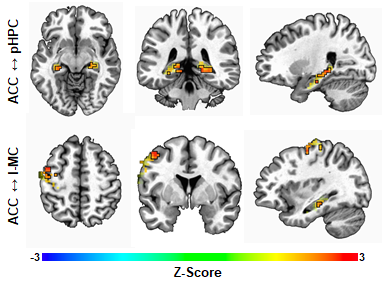 ACC ↔ pHPC
ACC ↔ l-MC
-3
3
Z-Score